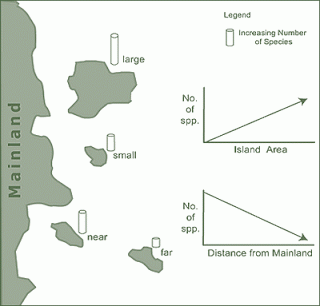 Legend
Increasing Number
of Species
large
Mainland
small
near
far
No.
of
spp.
Island Area
No.
of
spp.
Distance from Mainland